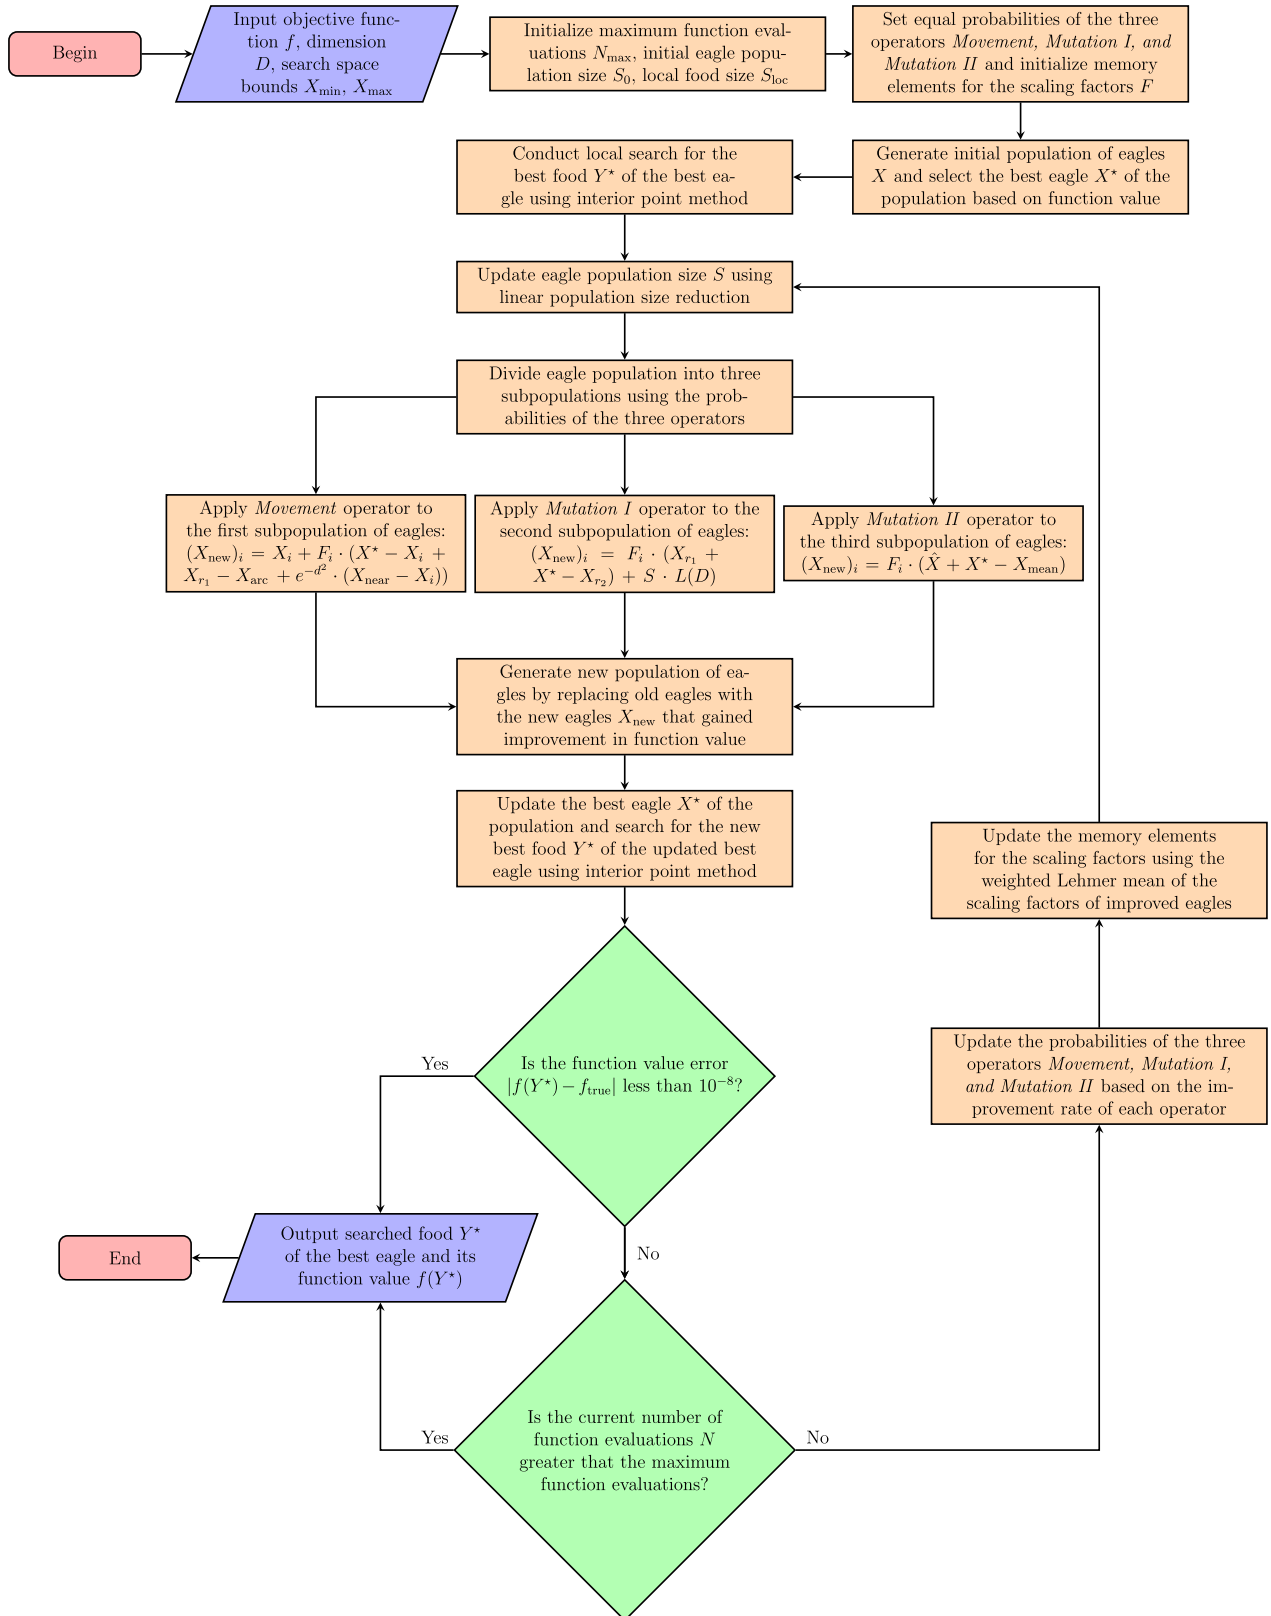 Begin
Input objective func-
tion f, dimension
D, search space
bounds X_min, X_max
Initialize maximum function eval-
uations N_max, initial eagle popu-
lation size S_0, local food size S_loc
Set equal probabilities of the three
operators Movement, Mutation I, and
Mutation II and initialize memory
elements for the scaling factors F
Generate initial population of eagles
X and select the best eagle X⋆ of the
population based on function value
Conduct local search for the
best food Y⋆ of the best ea-
gle using interior point method
Update eagle population size S using
linear population size reduction
Divide eagle population into three
subpopulations using the prob-
abilities of the three operators
Apply Movement operator to
the first subpopulation of eagles:
(X_new)_i = X_i + F_i · (X⋆ − X_i +
X_{r_1} − X_arc + e^{−d^2} · (X_near − X_i))
Apply Mutation I operator to the
second subpopulation of eagles:
(X_new)_i = F_i · (X_{r_1} +
X⋆ − X_{r_2}) + S · L(D)
Apply Mutation II operator to
the third subpopulation of eagles:
(X_new)_i = F_i · (X̂ + X⋆ − X_mean)
Generate new population of ea-
gles by replacing old eagles with
the new eagles X_new that gained
improvement in function value
Update the best eagle X⋆ of the
population and search for the new
best food Y⋆ of the updated best
eagle using interior point method
Update the memory elements
for the scaling factors using the
weighted Lehmer mean of the
scaling factors of improved eagles
Is the function value error
|f(Y⋆) − f_true| less than 10^{−8}?
Yes
No
Update the probabilities of the three
operators Movement, Mutation I,
and Mutation II based on the im-
provement rate of each operator
Output searched food Y⋆
of the best eagle and its
function value f(Y⋆)
End
Is the current number of
function evaluations N
greater that the maximum
function evaluations?
Yes
No